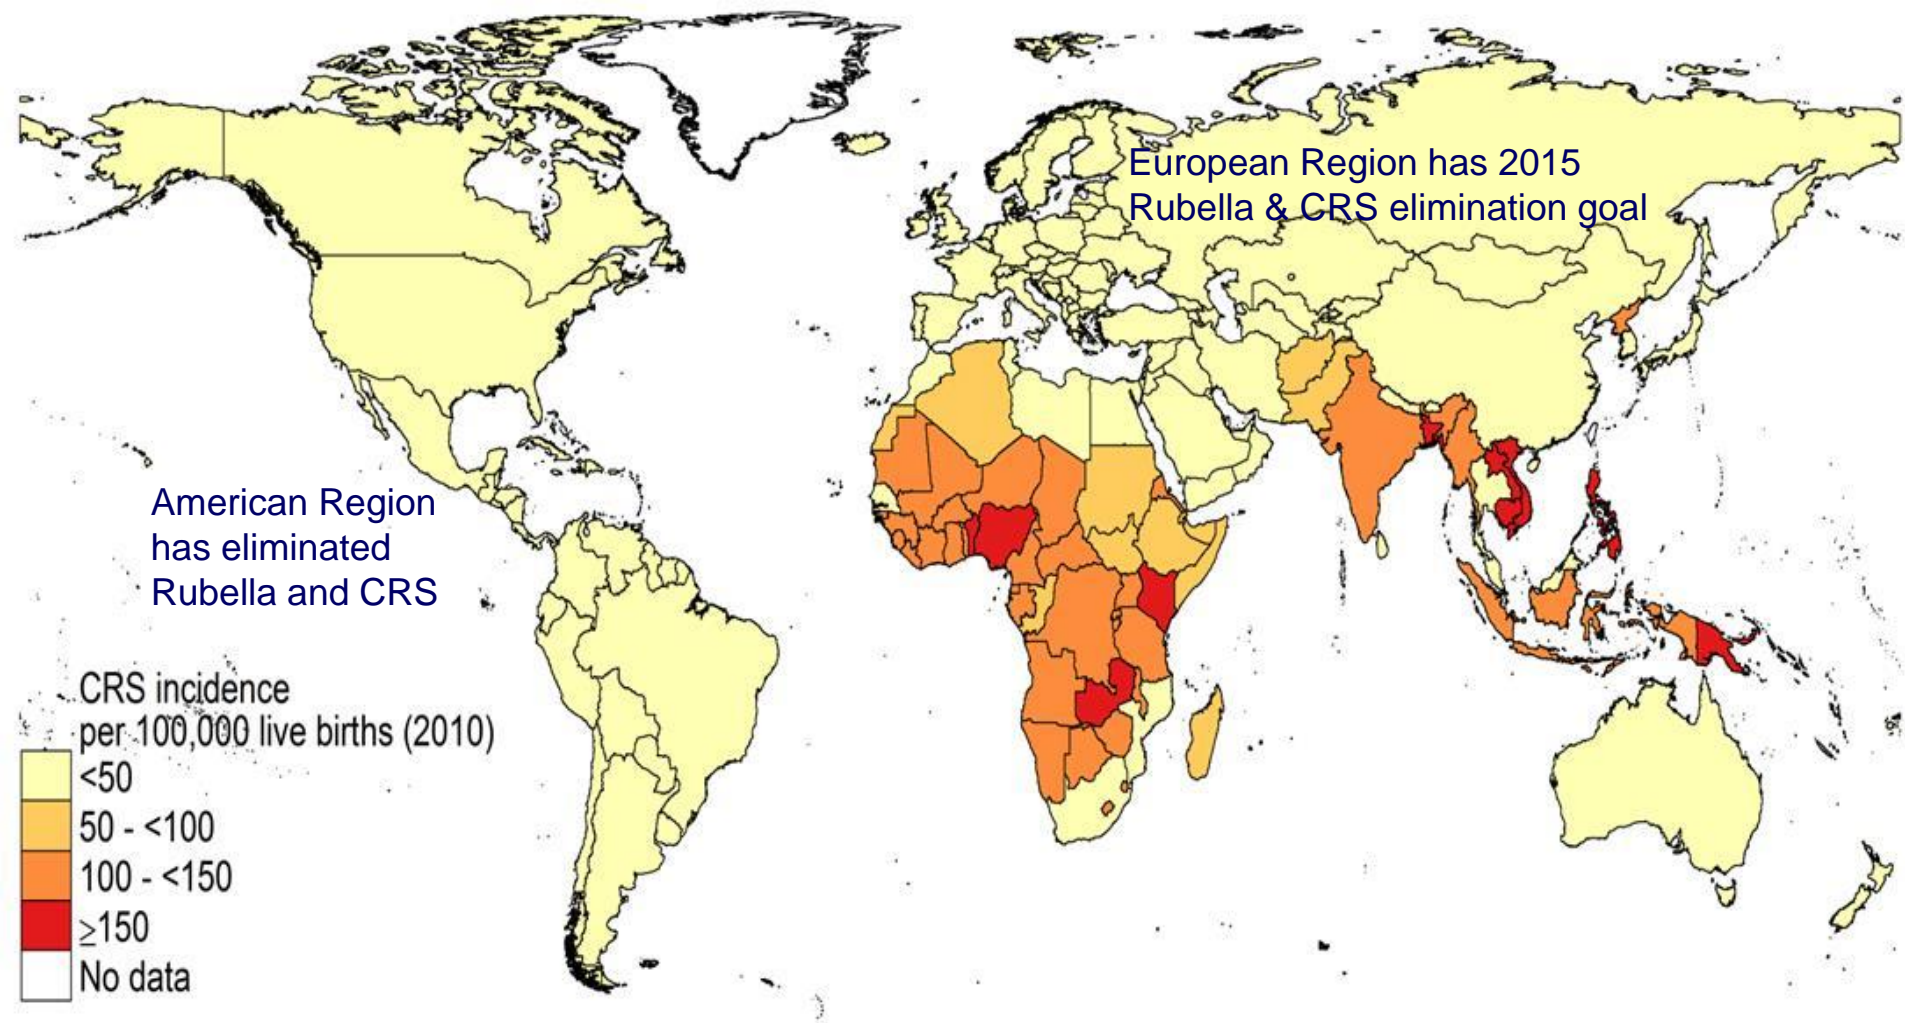 European Region has 2015
Rubella & CRS elimination goal
American Region
has eliminated
Rubella and CRS
CRS incidence
per 100,000 live births (2010)
<50
50 - <100
100 - <150
≥150
No data